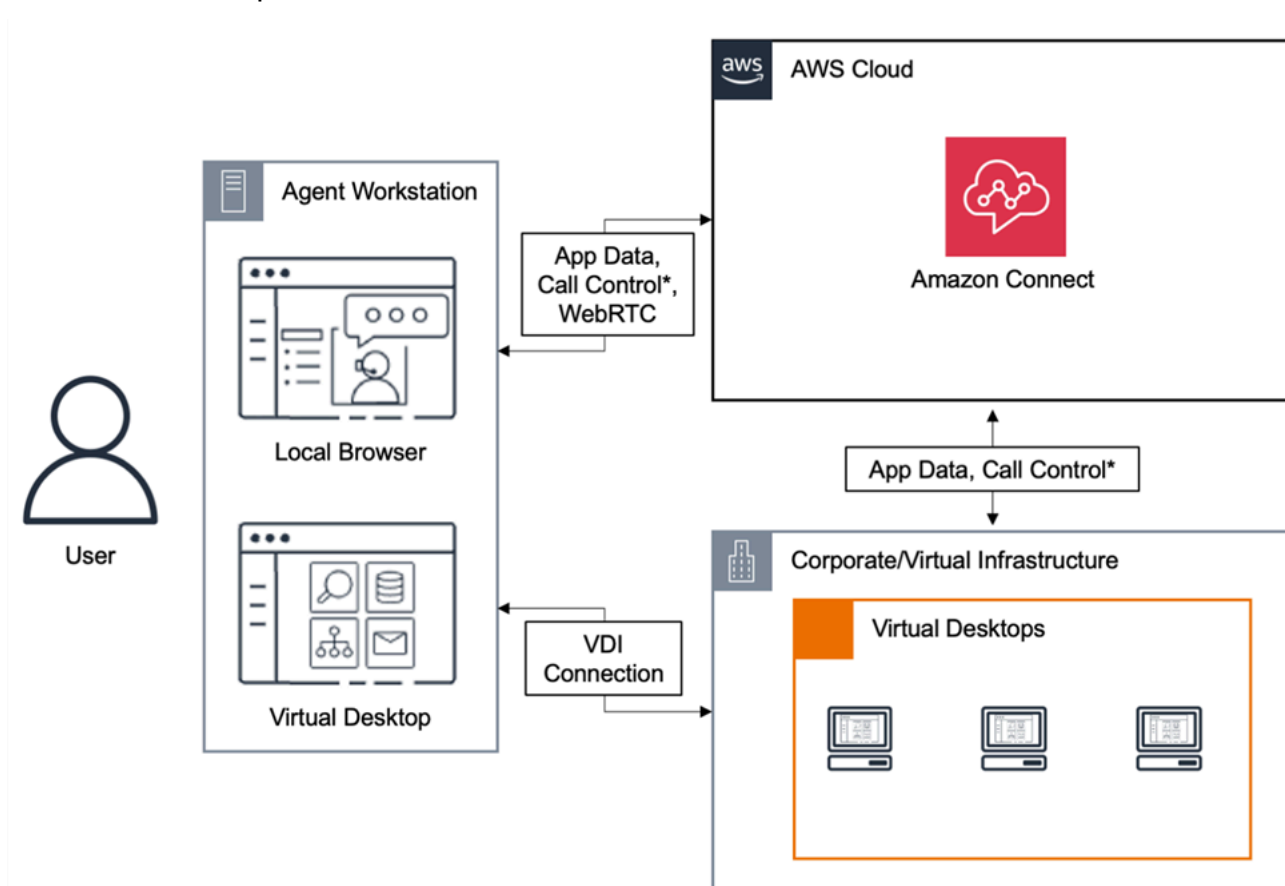 aws
AWS Cloud
Agent Workstation
App Data,
Call Control*,
WebRTC
Amazon Connect
Local Browser
App Data, Call Control*
User
Corporate/Virtual Infrastructure
Virtual Desktops
VDI
Connection
Virtual Desktop